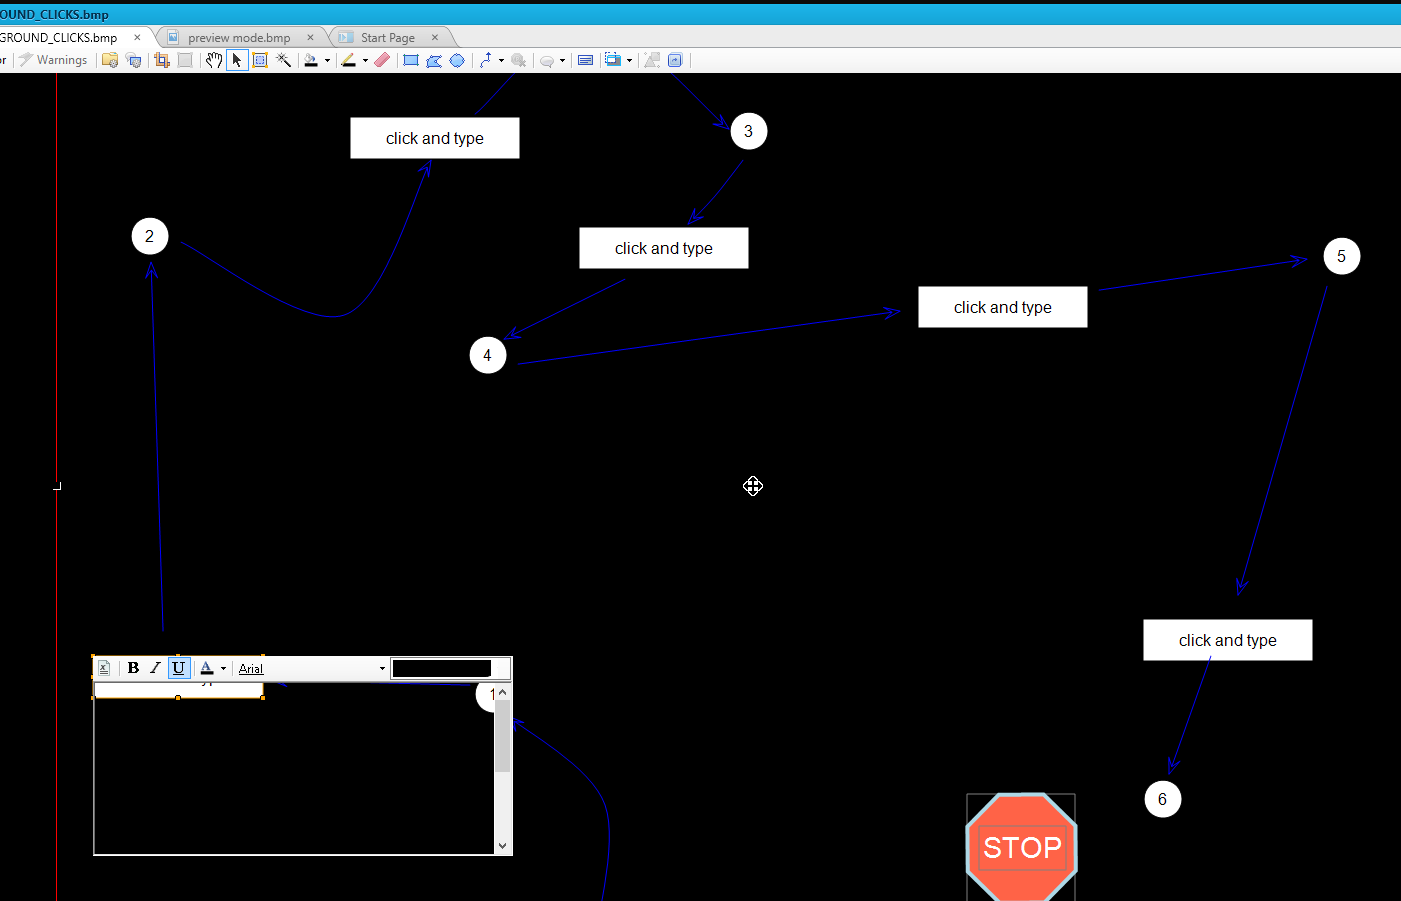 OUND_CLICKS.bmp
GROUND_CLICKS.bmp
preview mode.bmp
Start Page
or
Warnings
click and type
3
2
click and type
5
click and type
4
click and type
B I U A Arial
1
6
STOP